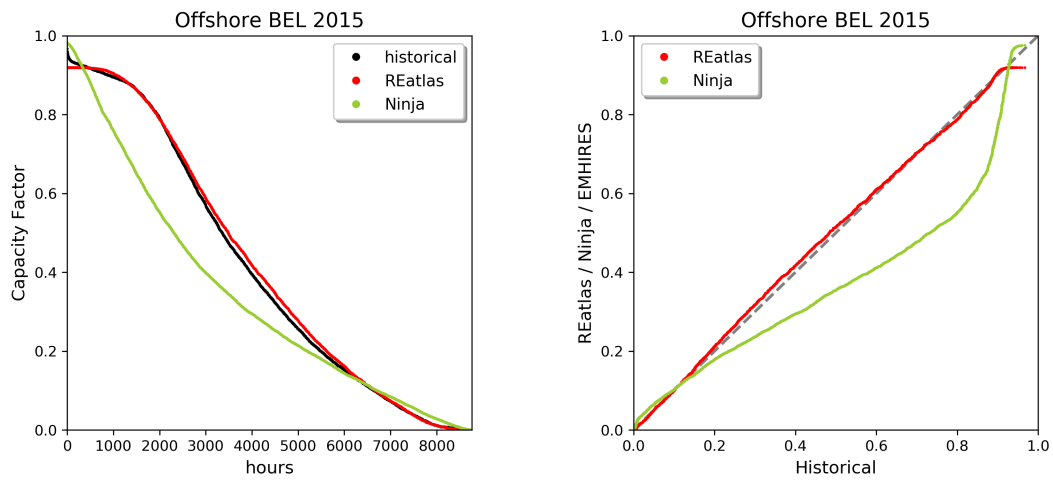 Offshore BEL 2015
1.0
0.8
0.6
0.4
0.2
0.0
Capacity Factor
historical
REatlas
Ninja
0 1000 2000 3000 4000 5000 6000 7000 8000
hours
Offshore BEL 2015
1.0
0.8
0.6
0.4
0.2
0.0
REatlas / Ninja / EMHIRES
REatlas
Ninja
0.0 0.2 0.4 0.6 0.8 1.0
Historical